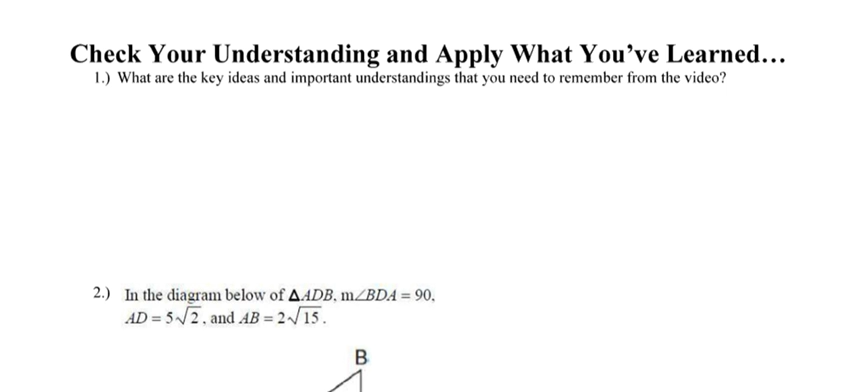 Check Your Understanding and Apply What You’ve Learned…
1.) What are the key ideas and important understandings that you need to remember from the video?
2.) In the diagram below of ΔADB, m∠BDA = 90,
AD = 5√2, and AB = 2√15.
B